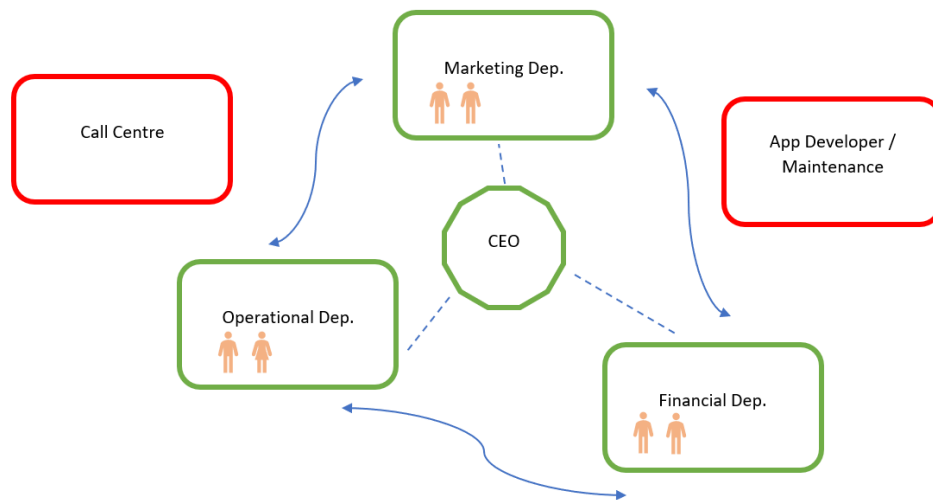 Marketing Dep.
Call Centre
App Developer /
Maintenance
CEO
Operational Dep.
Financial Dep.